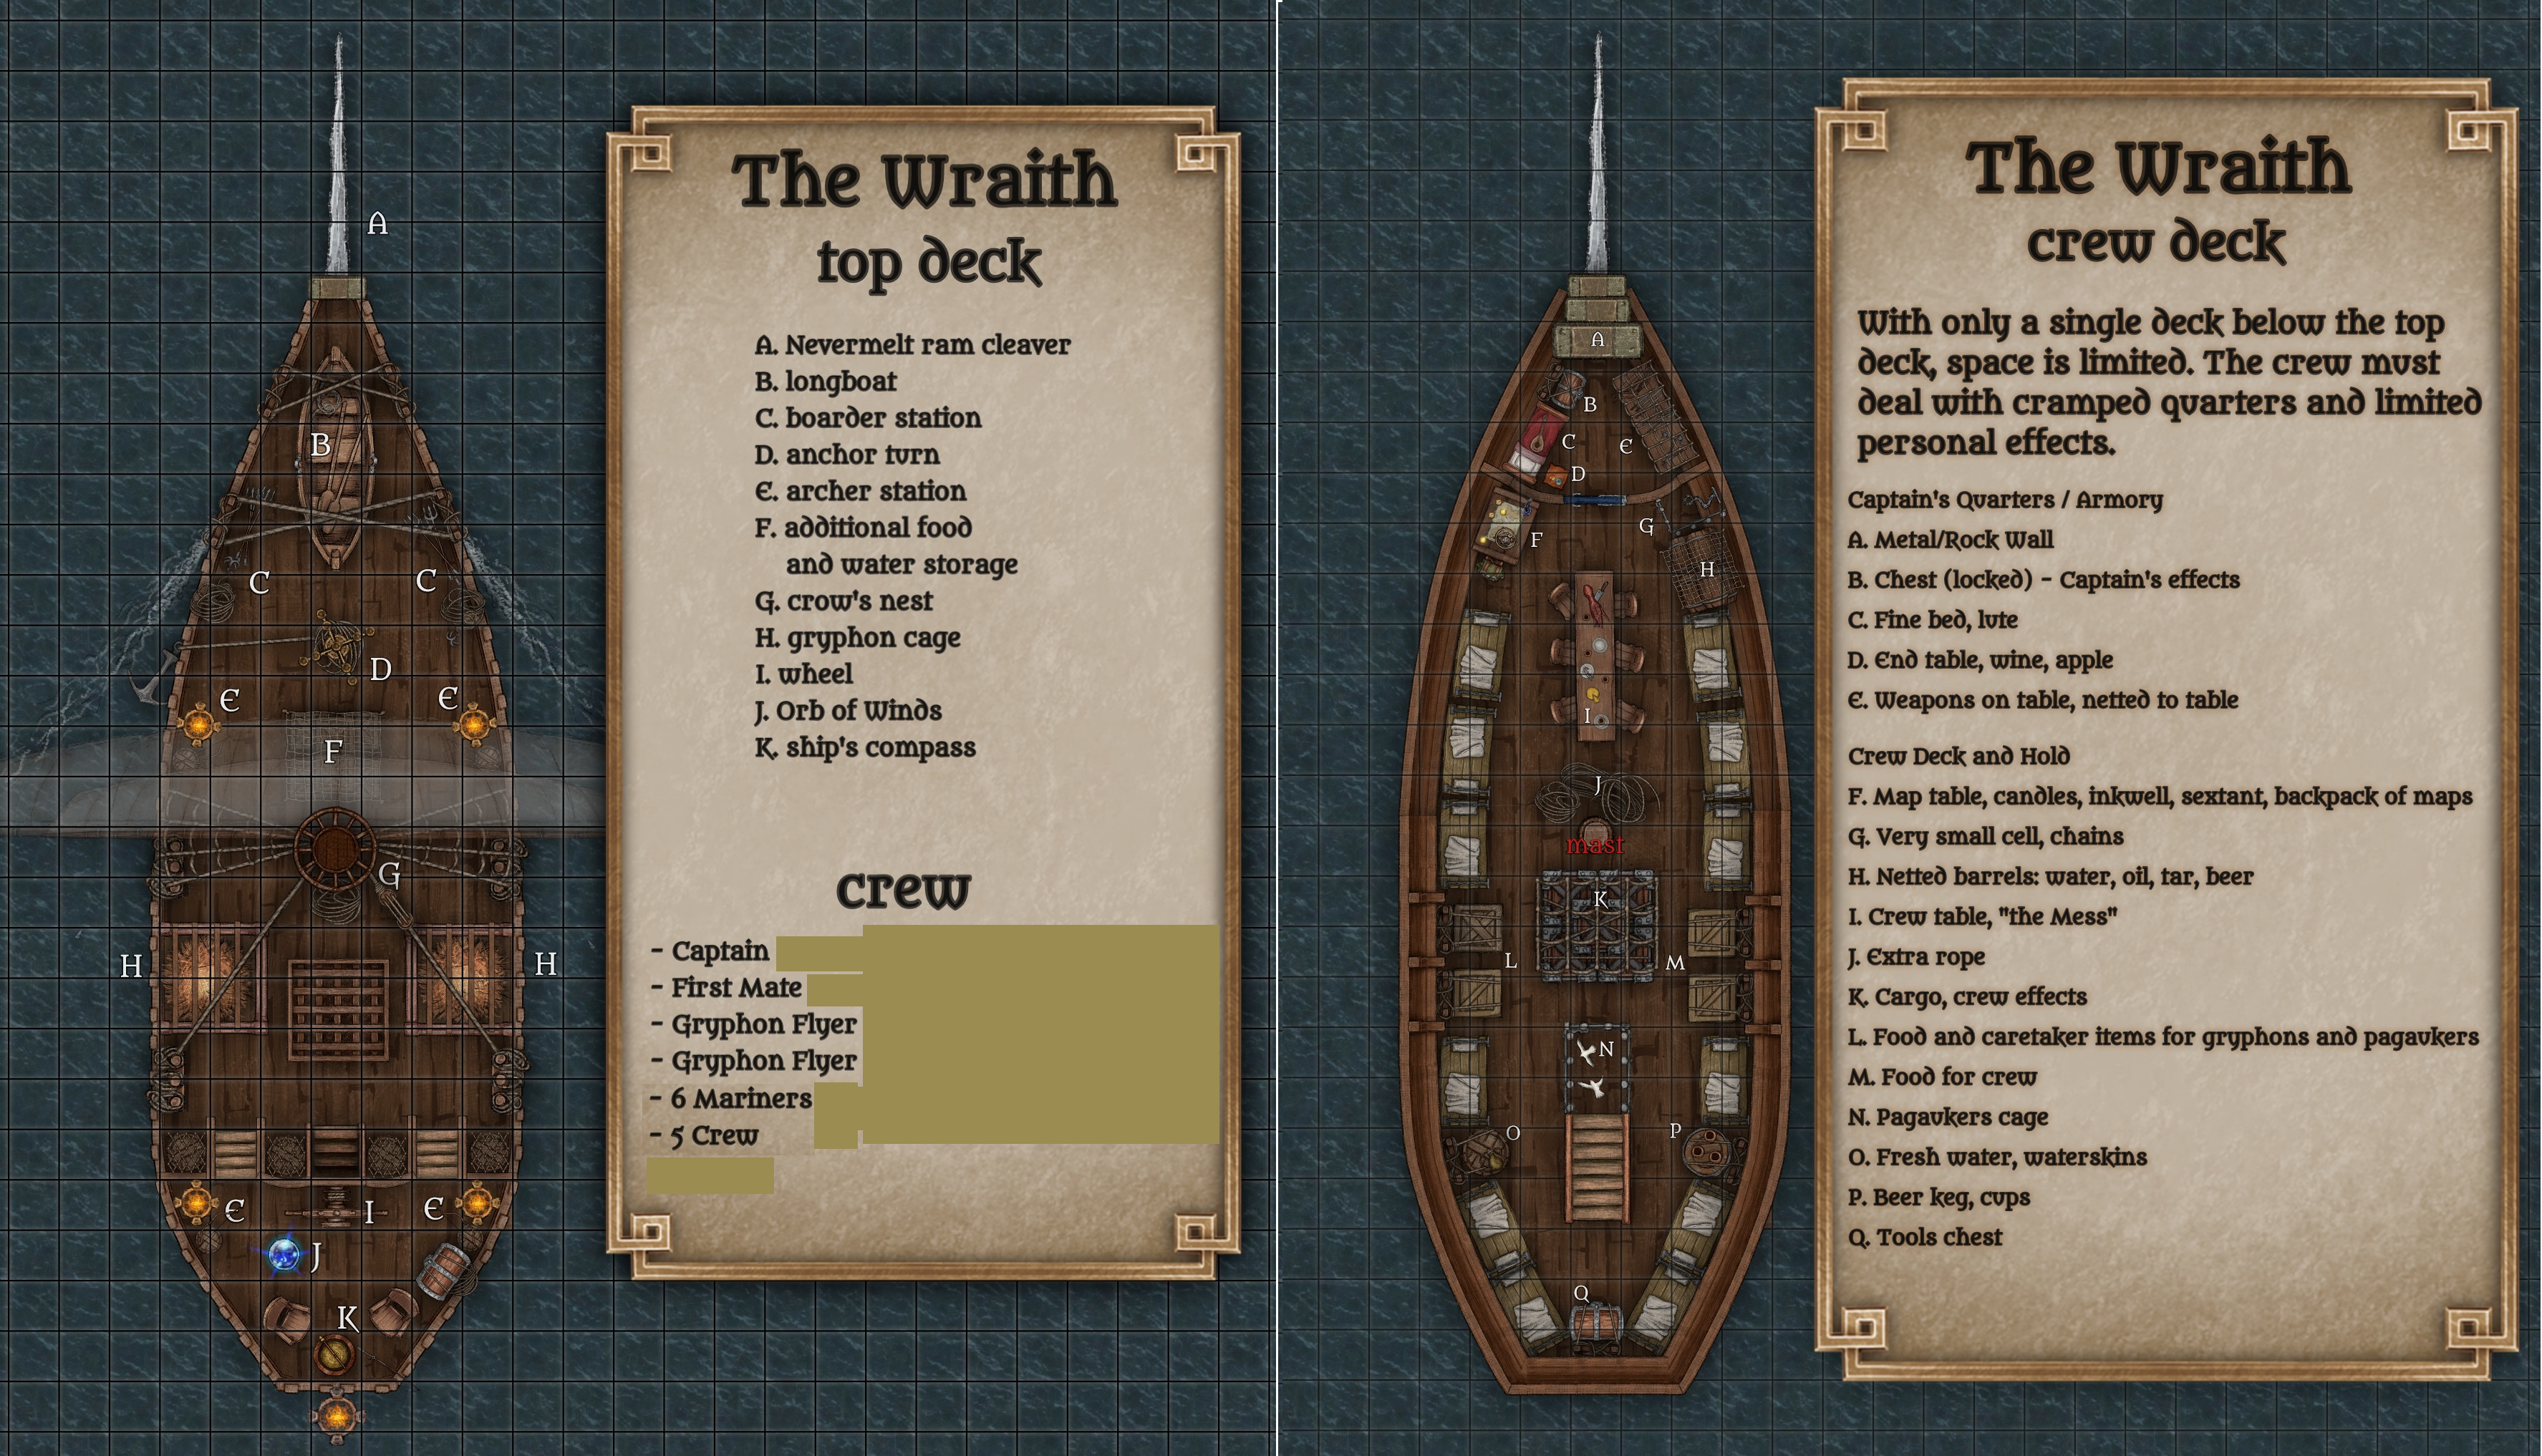 The Wraith
top deck
A. Nevermelt ram cleaver
B. longboat
C. boarder station
D. anchor turn
E. archer station
F. additional food
and water storage
G. crow's nest
H. gryphon cage
I. wheel
J. Orb of Winds
K. ship's compass
crew
- Captain
- First Mate
- Gryphon Flyer
- Gryphon Flyer
- 6 Mariners
- 5 Crew
A
B
C C
D
E E
F
G
H H
E I E
J
K
The Wraith
crew deck
With only a single deck below the top
deck, space is limited. The crew must
deal with cramped quarters and limited
personal effects.
Captain's Quarters / Armory
A. Metal/Rock Wall
B. Chest (locked) - Captain's effects
C. Fine bed, lute
D. End table, wine, apple
E. Weapons on table, netted to table
Crew Deck and Hold
F. Map table, candles, inkwell, sextant, backpack of maps
G. Very small cell, chains
H. Netted barrels: water, oil, tar, beer
I. Crew table, "the Mess"
J. Extra rope
K. Cargo, crew effects
L. Food and caretaker items for gryphons and pagaukers
M. Food for crew
N. Pagaukers cage
O. Fresh water, waterskins
P. Beer keg, cups
Q. Tools chest
A
B
C E
D
G
F
H
I
J
mast
K
L M
N
O P
Q